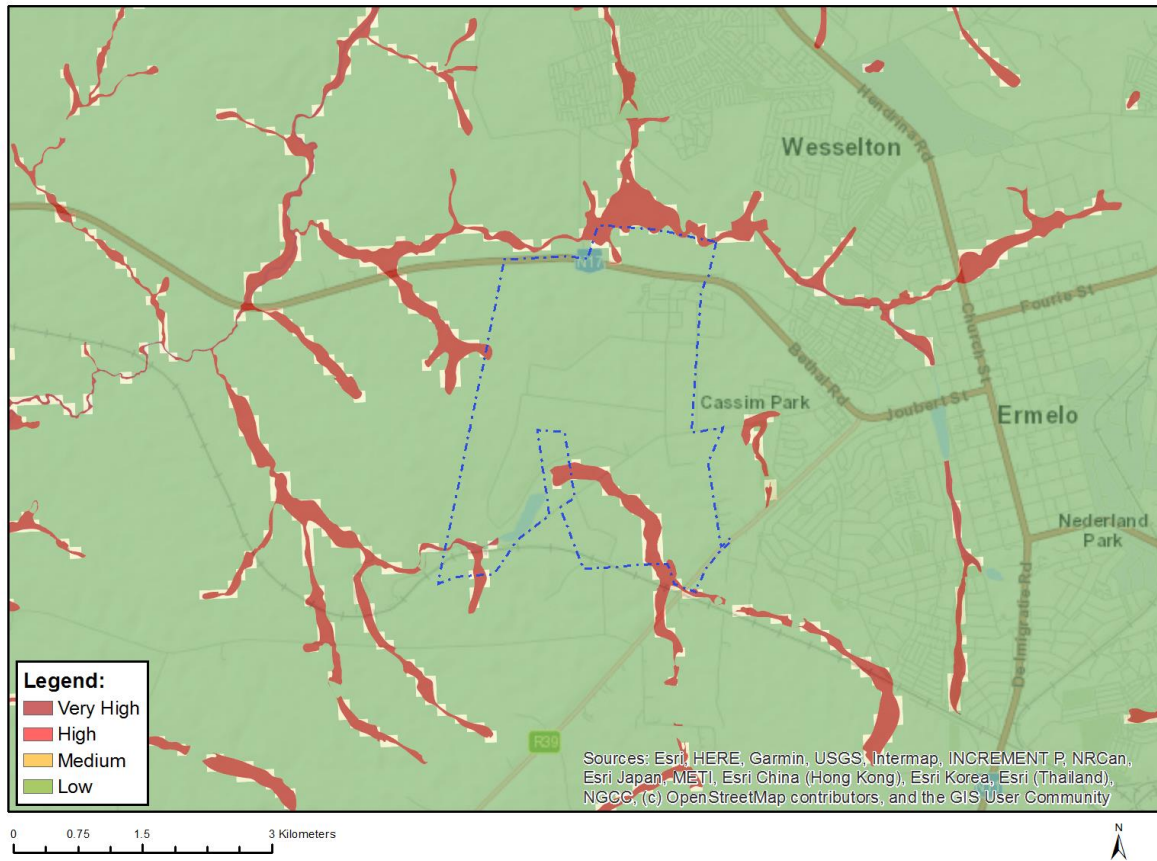 Wesselton
Hendrina Rd
N17
Fourie St
Church St
Bethal Rd
Cassim Park
Joubert St
Ermelo
Nederland
Park
De Imigratie Rd
R39
Legend:
Very High
High
Medium
Low
Sources: Esri, HERE, Garmin, USGS, Intermap, INCREMENT P, NRCan,
Esri Japan, METI, Esri China (Hong Kong), Esri Korea, Esri (Thailand),
NGCC, (c) OpenStreetMap contributors, and the GIS User Community
0 0.75 1.5 3 Kilometers
N